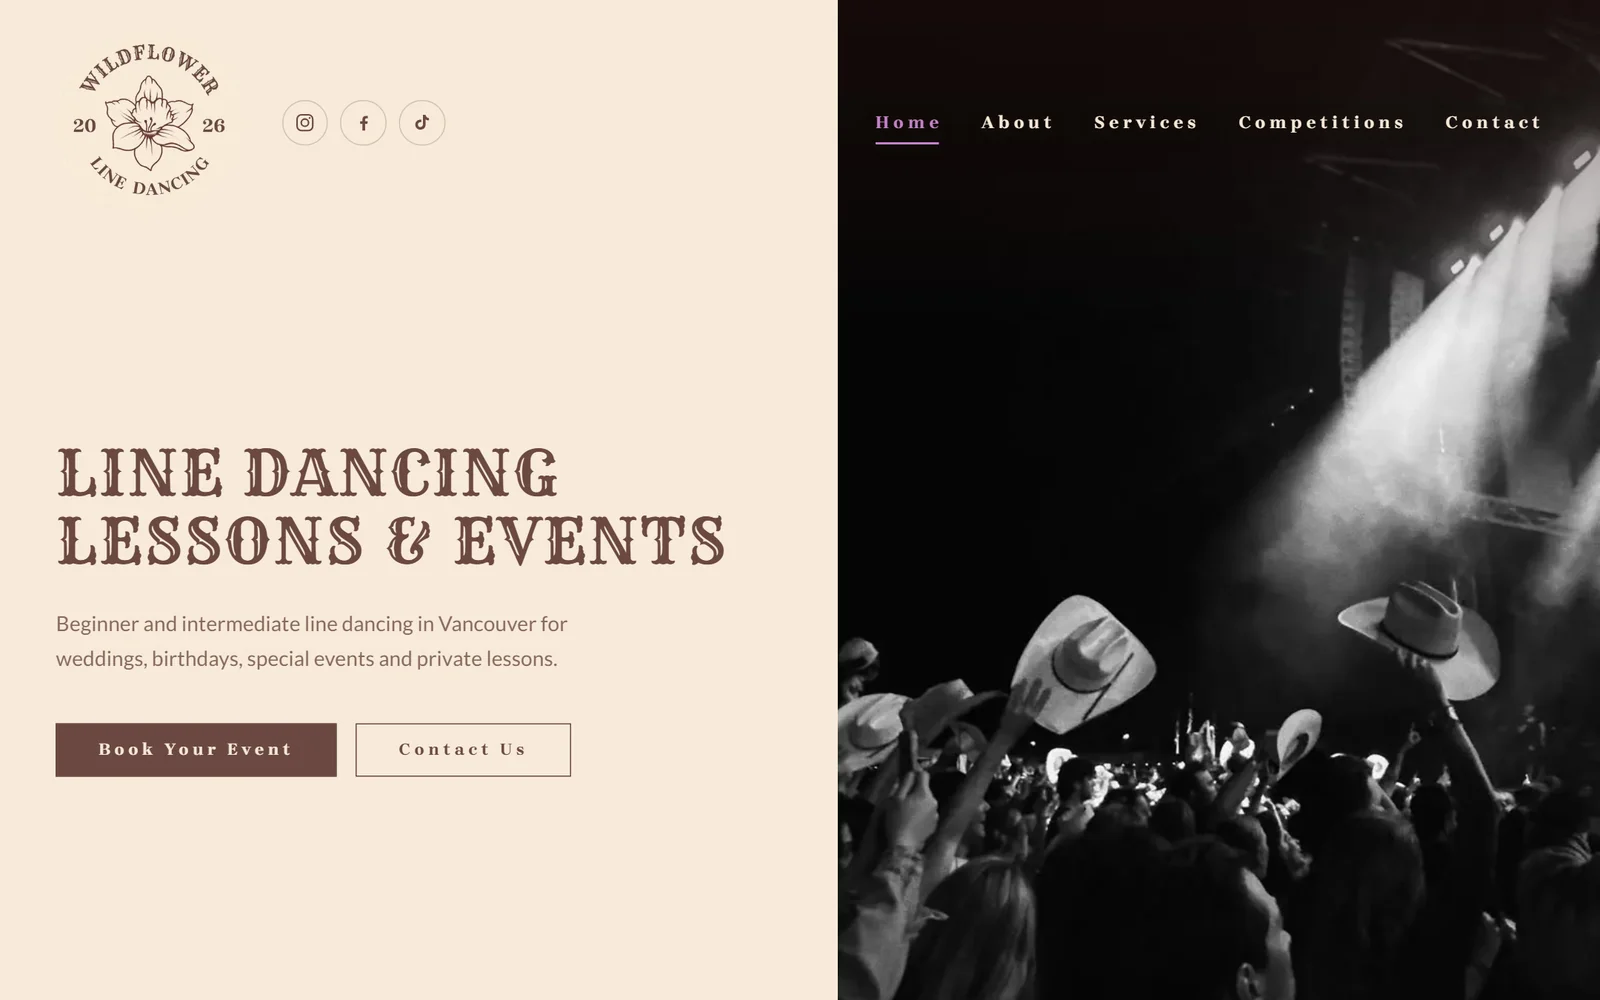 WILDFLOWER
20 26
LINE DANCING
Home About Services Competitions Contact
LINE DANCING
LESSONS & EVENTS
Beginner and intermediate line dancing in Vancouver for
weddings, birthdays, special events and private lessons.
Book Your Event Contact Us